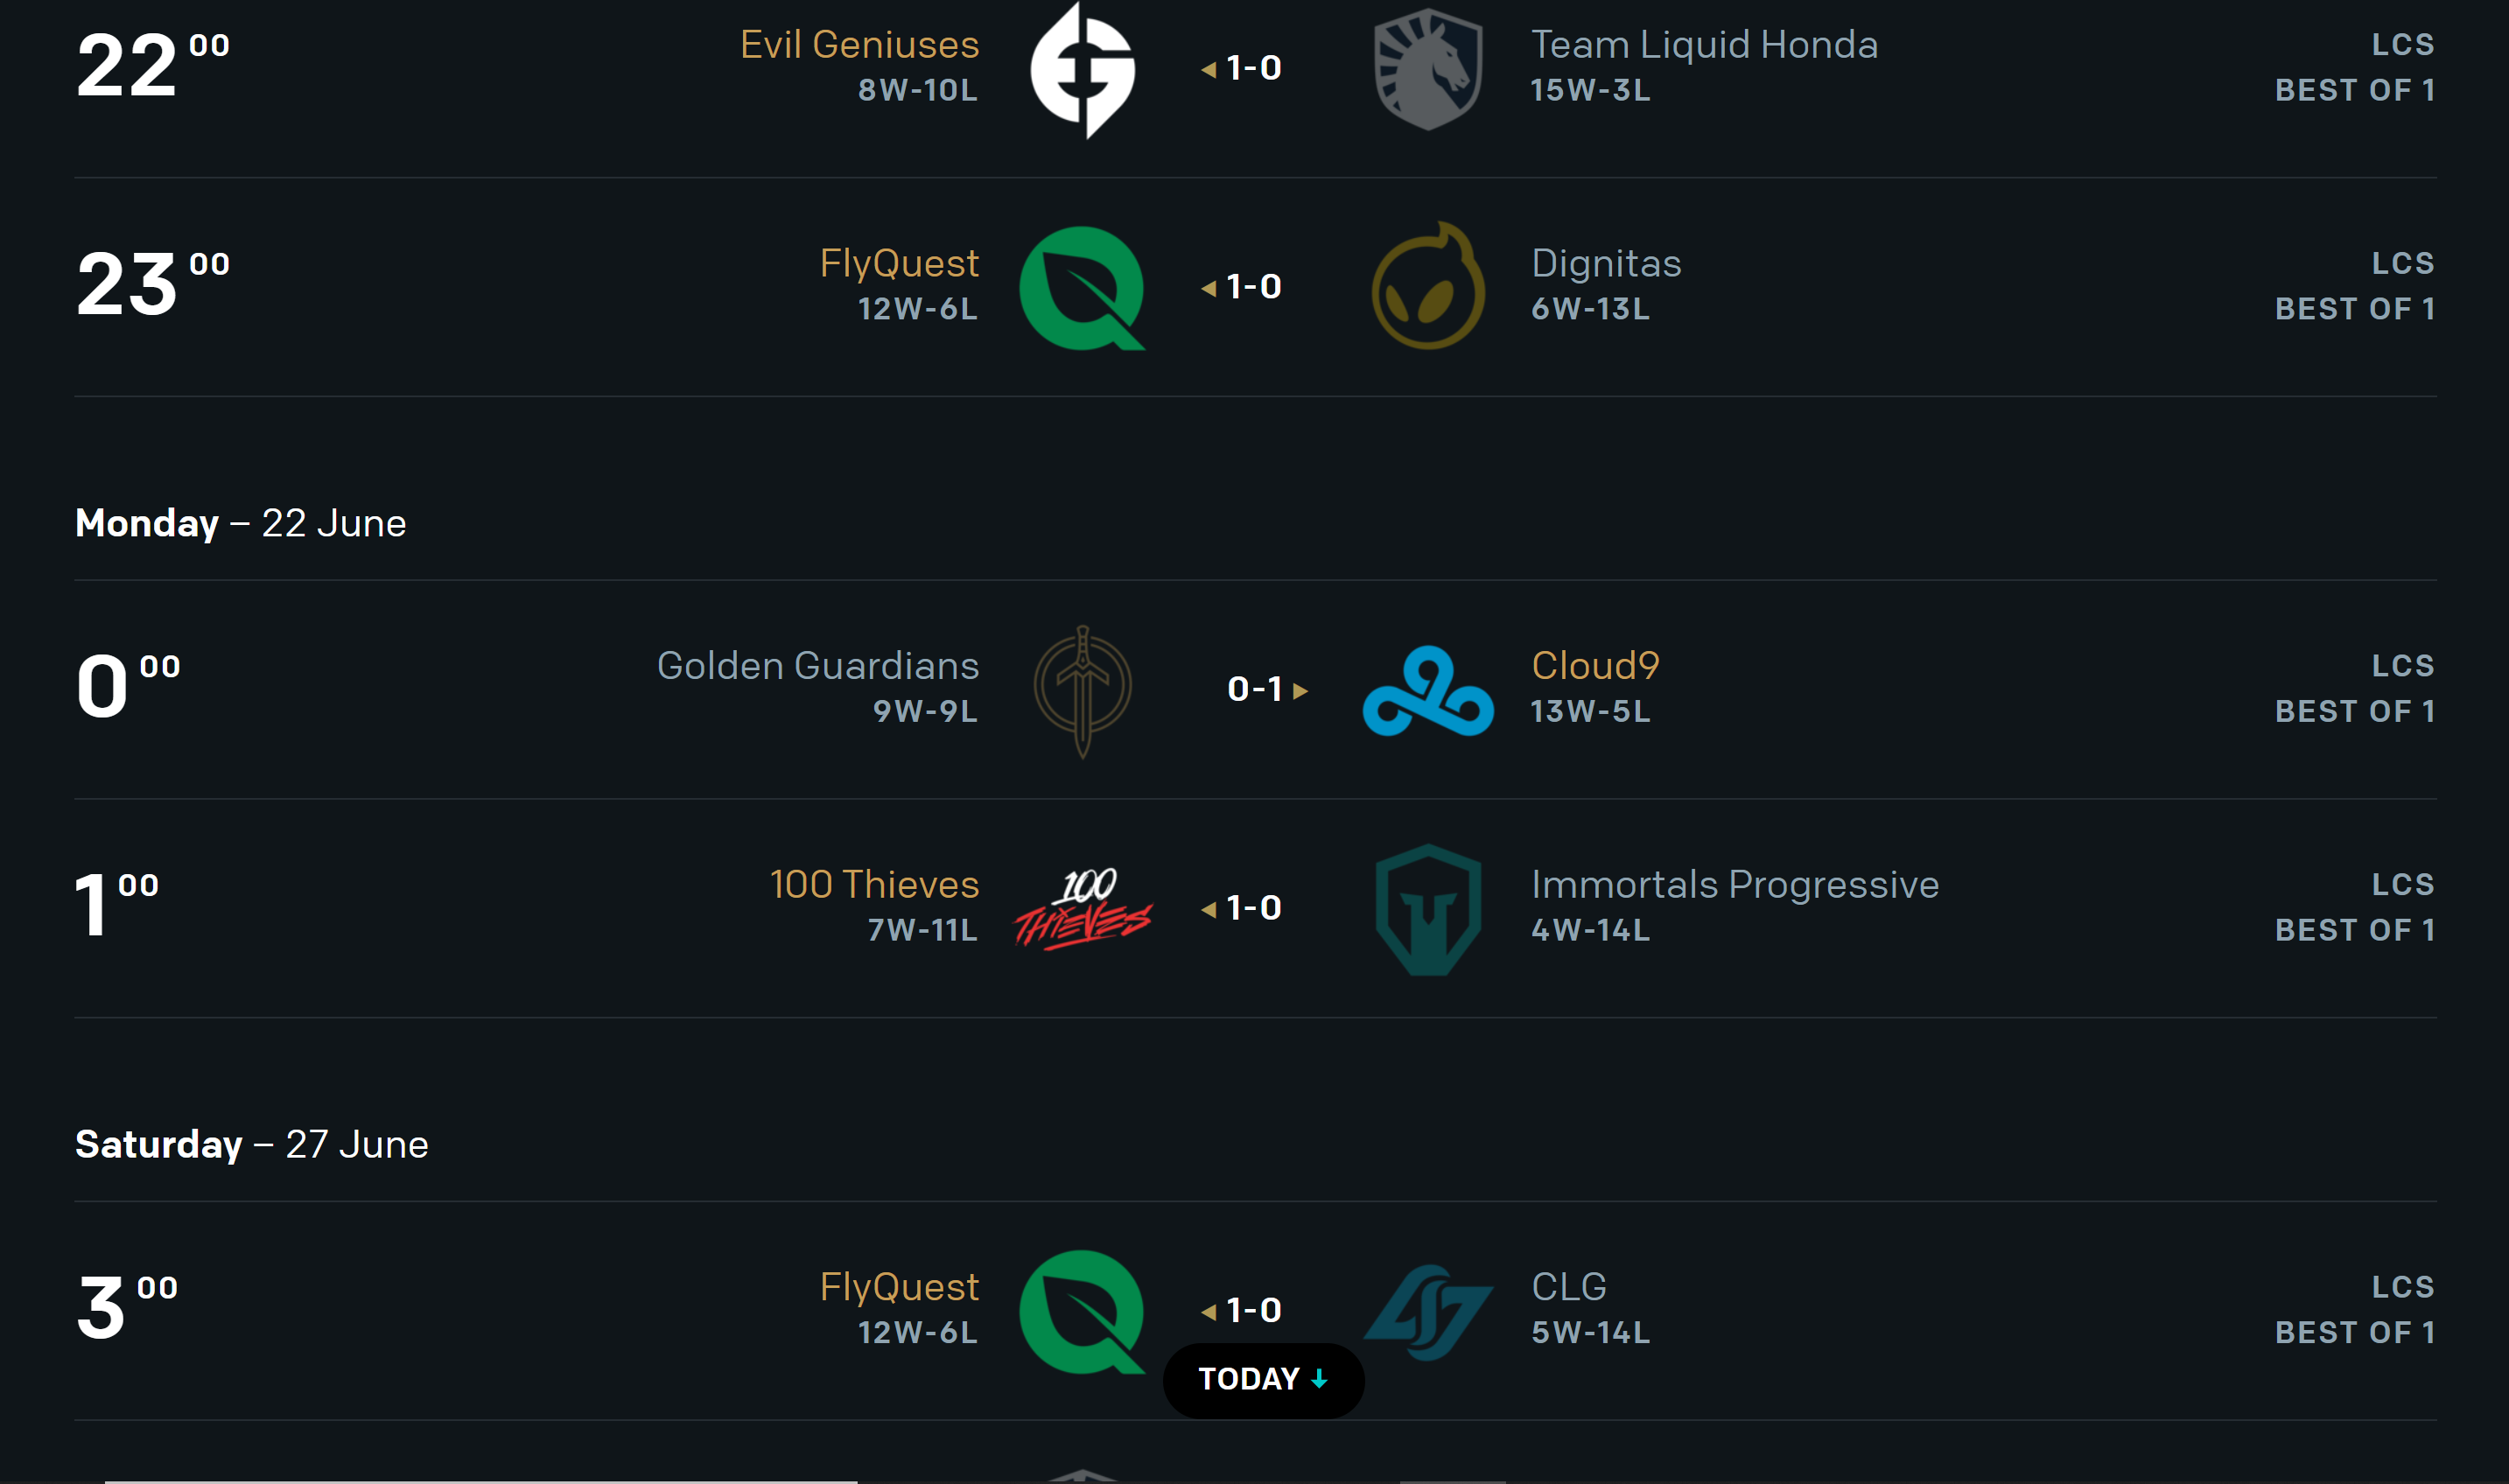 22 00
Evil Geniuses
8W-10L
1-0
Team Liquid Honda
15W-3L
LCS
BEST OF 1
23 00
FlyQuest
12W-6L
1-0
Dignitas
6W-13L
LCS
BEST OF 1
Monday – 22 June
0 00
Golden Guardians
9W-9L
0-1
Cloud9
13W-5L
LCS
BEST OF 1
1 00
100 Thieves
7W-11L
100
THIEVES
1-0
Immortals Progressive
4W-14L
LCS
BEST OF 1
Saturday – 27 June
3 00
FlyQuest
12W-6L
1-0
CLG
5W-14L
LCS
BEST OF 1
TODAY